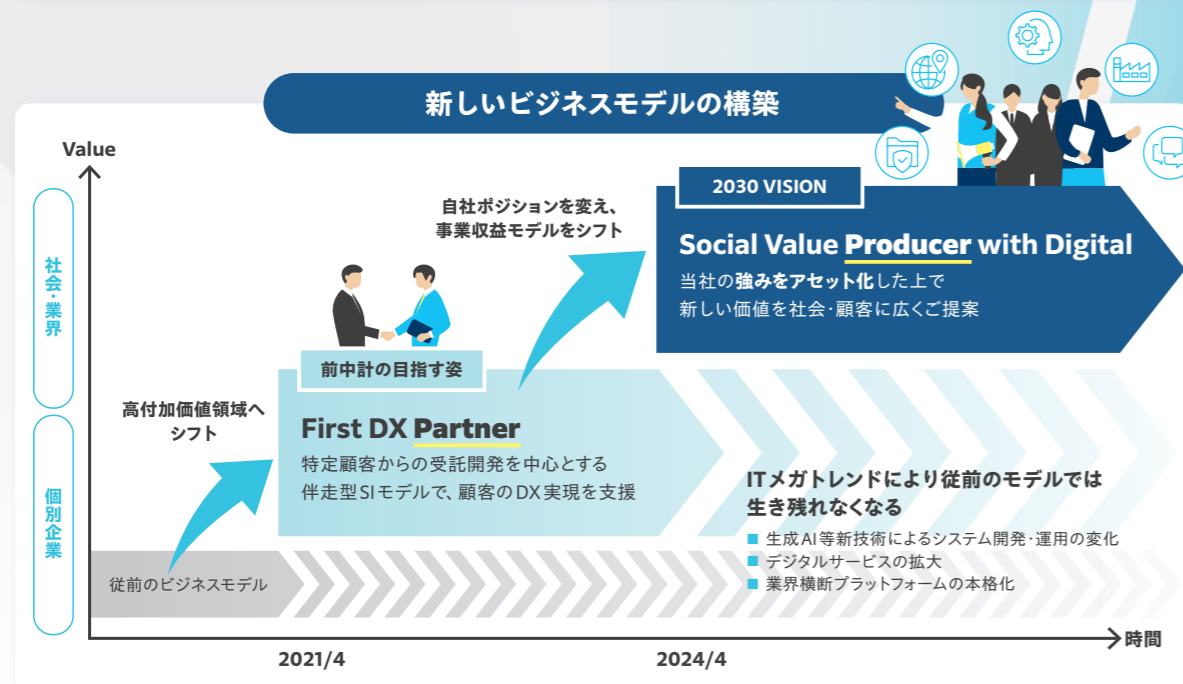 新しいビジネスモデルの構築
Value
社会・業界
個別企業
2030 VISION
自社ポジションを変え、
事業収益モデルをシフト
Social Value Producer with Digital
当社の強みをアセット化した上で
新しい価値を社会・顧客に広くご提案
前中計の目指す姿
高付加価値領域へ
シフト
First DX Partner
特定顧客からの受託開発を中心とする
伴走型SIモデルで、顧客のDX実現を支援
ITメガトレンドにより従前のモデルでは
生き残れなくなる
■ 生成AI等新技術によるシステム開発・運用の変化
■ デジタルサービスの拡大
■ 業界横断プラットフォームの本格化
従前のビジネスモデル
時間
2021/4
2024/4